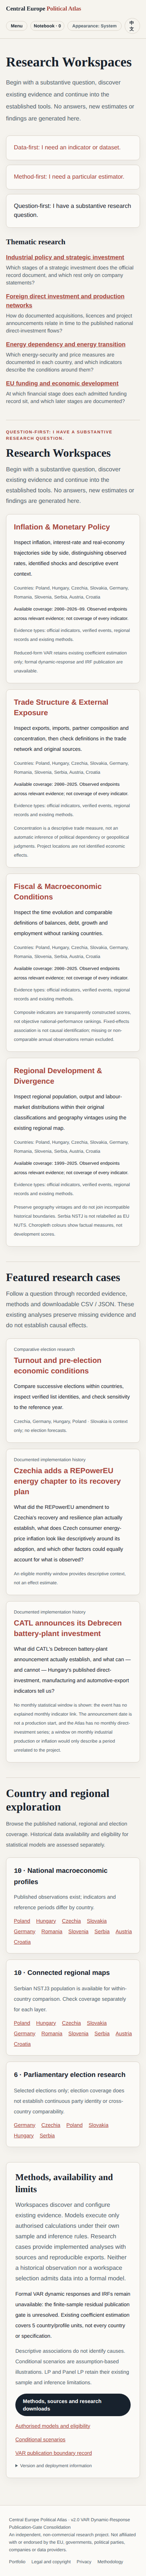 Central Europe Political Atlas
Menu
Notebook · 0
Appearance: System
中
文
Research Workspaces
Begin with a substantive question, discover
existing evidence and continue into the
established tools. No answers, new estimates or
findings are generated here.
Data-first: I need an indicator or dataset.
Method-first: I need a particular estimator.
Question-first: I have a substantive research
question.
Thematic research
Industrial policy and strategic investment
Which stages of a strategic investment does the official
record document, and which rest only on company
statements?
Foreign direct investment and production
networks
How do documented acquisitions, licences and project
announcements relate in time to the published national
direct-investment flows?
Energy dependency and energy transition
Which energy-security and price measures are
documented in each country, and which indicators
describe the conditions around them?
EU funding and economic development
At which financial stage does each admitted funding
record sit, and which later stages are documented?
QUESTION-FIRST: I HAVE A SUBSTANTIVE
RESEARCH QUESTION.
Research Workspaces
Begin with a substantive question, discover
existing evidence and continue into the
established tools. No answers, new estimates or
findings are generated here.
Inflation & Monetary Policy
Inspect inflation, interest-rate and real-economy
trajectories side by side, distinguishing observed
rates, identified shocks and descriptive event
context.
Countries: Poland, Hungary, Czechia, Slovakia, Germany,
Romania, Slovenia, Serbia, Austria, Croatia
Available coverage: 2000–2026-06. Observed endpoints
across relevant evidence; not coverage of every indicator.
Evidence types: official indicators, verified events, regional
records and existing methods.
Reduced-form VAR retains existing coefficient estimation
only; formal dynamic-response and IRF publication are
unavailable.
Trade Structure & External
Exposure
Inspect exports, imports, partner composition and
concentration, then check definitions in the trade
network and original sources.
Countries: Poland, Hungary, Czechia, Slovakia, Germany,
Romania, Slovenia, Serbia, Austria, Croatia
Available coverage: 2000–2025. Observed endpoints
across relevant evidence; not coverage of every indicator.
Evidence types: official indicators, verified events, regional
records and existing methods.
Concentration is a descriptive trade measure, not an
automatic inference of political dependency or geopolitical
judgments. Project locations are not identified economic
effects.
Fiscal & Macroeconomic
Conditions
Inspect the time evolution and comparable
definitions of balances, debt, growth and
employment without ranking countries.
Countries: Poland, Hungary, Czechia, Slovakia, Germany,
Romania, Slovenia, Serbia, Austria, Croatia
Available coverage: 2000–2025. Observed endpoints
across relevant evidence; not coverage of every indicator.
Evidence types: official indicators, verified events, regional
records and existing methods.
Composite indicators are transparently constructed scores,
not objective national-performance rankings. Fixed-effects
association is not causal identification; missing or non-
comparable annual observations remain excluded.
Regional Development &
Divergence
Inspect regional population, output and labour-
market distributions within their original
classifications and geography vintages using the
existing regional map.
Countries: Poland, Hungary, Czechia, Slovakia, Germany,
Romania, Slovenia, Serbia, Austria, Croatia
Available coverage: 1999–2025. Observed endpoints
across relevant evidence; not coverage of every indicator.
Evidence types: official indicators, verified events, regional
records and existing methods.
Preserve geography vintages and do not join incompatible
historical boundaries. Serbia NSTJ is not relabelled as EU
NUTS. Choropleth colours show factual measures, not
development scores.
Featured research cases
Follow a question through recorded evidence,
methods and downloadable CSV / JSON. These
existing analyses preserve missing evidence and
do not establish causal effects.
Comparative election research
Turnout and pre-election
economic conditions
Compare successive elections within countries,
inspect verified list identities, and check sensitivity
to the reference year.
Czechia, Germany, Hungary, Poland · Slovakia is context
only; no election forecasts.
Documented implementation history
Czechia adds a REPowerEU
energy chapter to its recovery
plan
What did the REPowerEU amendment to
Czechia's recovery and resilience plan actually
establish, what does Czech consumer energy-
price inflation look like descriptively around its
adoption, and which other factors could equally
account for what is observed?
An eligible monthly window provides descriptive context,
not an effect estimate.
Documented implementation history
CATL announces its Debrecen
battery-plant investment
What did CATL's Debrecen battery-plant
announcement actually establish, and what can —
and cannot — Hungary's published direct-
investment, manufacturing and automotive-export
indicators tell us?
No monthly statistical window is shown: the event has no
explained monthly indicator link. The announcement date is
not a production start, and the Atlas has no monthly direct-
investment series; a window on monthly industrial
production or inflation would only describe a period
unrelated to the project.
Country and regional
exploration
Browse the published national, regional and election
coverage. Historical data availability and eligibility for
statistical models are assessed separately.
10 · National macroeconomic
profiles
Published observations exist; indicators and
reference periods differ.
Poland Hungary Czechia Slovakia
Germany Romania Slovenia Serbia Austria
Croatia
10 · Connected regional maps
Serbian NSTJ3 population is available for within-
country comparison. Check coverage separately
for each layer.
Poland Hungary Czechia Slovakia
Germany Romania Slovenia Serbia Austria
Croatia
6 · Parliamentary election research
Selected elections only; election coverage does
not establish continuous party identity or cross-
country comparability.
Germany Czechia Poland Slovakia
Hungary Serbia
Methods, availability and
limits
Workspaces discover and configure existing
evidence. Models execute only
authorised calculations under their own
sample and inference rules. Research
cases provide implemented analyses with
sources and reproducible exports. Neither
a historical observation nor a workspace
selection admits data into a formal model.
Formal VAR dynamic responses and IRFs remain
unavailable: the finite-sample residual publication
gate is unresolved. Existing coefficient estimation
covers 5 country/profile units, not every country
or specification.
Descriptive associations do not identify causes.
Conditional scenarios are assumption-based
illustrations. LP and Panel LP retain their existing
sample and inference limitations.
Methods, sources and research
downloads
Authorised models and eligibility
Conditional scenarios
VAR publication boundary record
▸ Version and deployment information
Central Europe Political Atlas · v2.0 VAR Dynamic-Response
Publication-Gate Consolidation
An independent, non-commercial research project. Not affiliated
with or endorsed by the EU, governments, political parties,
companies or data providers.
Portfolio Legal and copyright Privacy Methodology